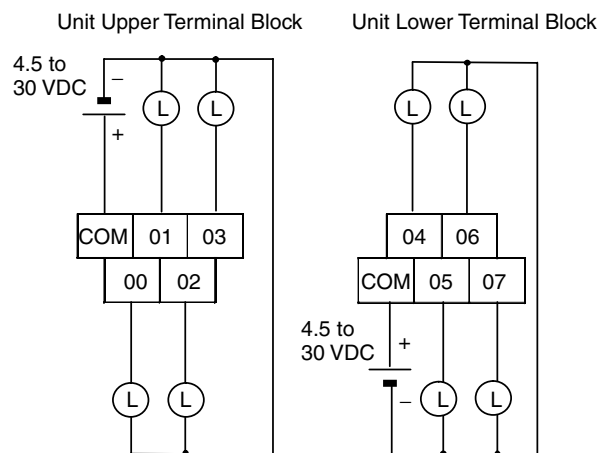 Unit Upper Terminal Block
Unit Lower Terminal Block
4.5 to
30 VDC
–
+
L
L
L
L
COM
01
03
00
02
04
06
COM
05
07
4.5 to
30 VDC
+
–
L
L
L
L